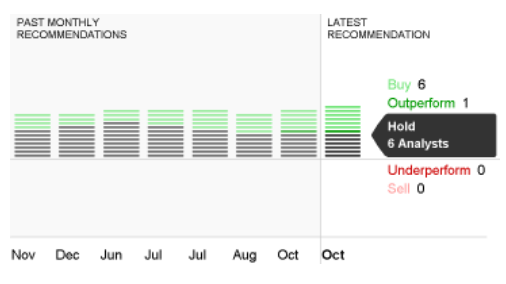 PAST MONTHLY
RECOMMENDATIONS
LATEST
RECOMMENDATION
Buy 6
Outperform 1
Hold
6 Analysts
Underperform 0
Sell 0
Nov Dec Jun Jul Jul Aug Oct Oct